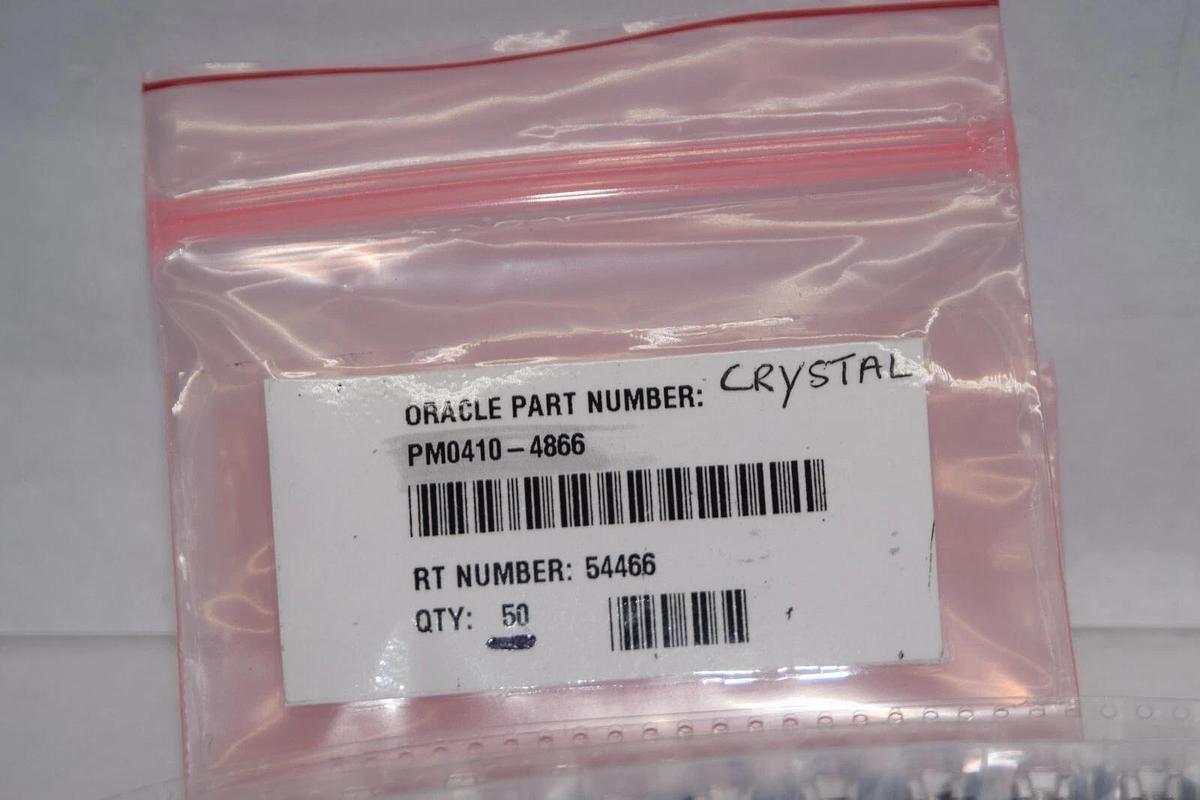 ORACLE PART NUMBER: CRYSTAL
PM0410-4866
RT NUMBER: 54466
QTY: 50